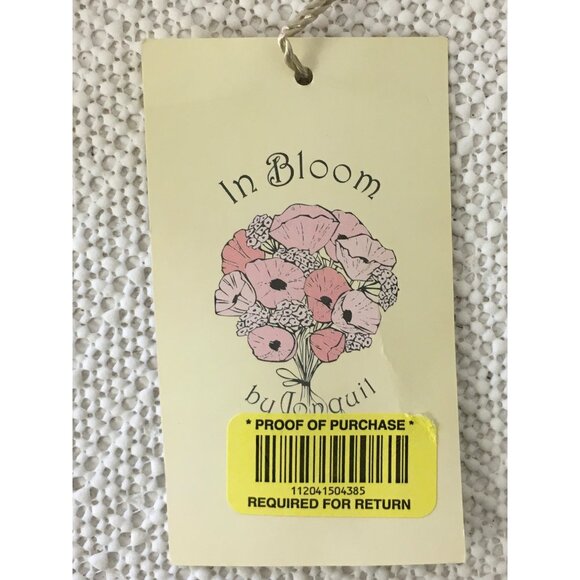 In Bloom
by Jonquil
* PROOF OF PURCHASE *
112041504385
REQUIRED FOR RETURN